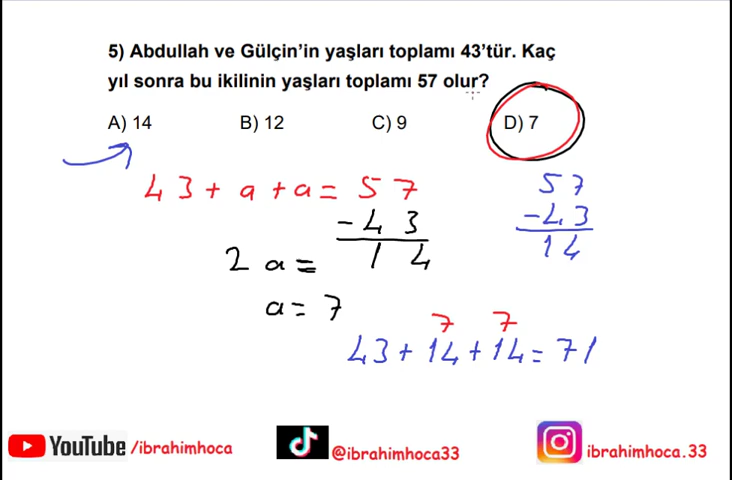 5) Abdullah ve Gülçin'in yaşları toplamı 43'tür. Kaç
yıl sonra bu ikilinin yaşları toplamı 57 olur?
A) 14 B) 12 C) 9 D) 7
43 + a + a = 57
- 43
2 a = 14
a = 7
57
- 43
14
7 7
43 + 14 + 14 = 71
YouTube /ibrahimhoca @ibrahimhoca33 ibrahimhoca.33